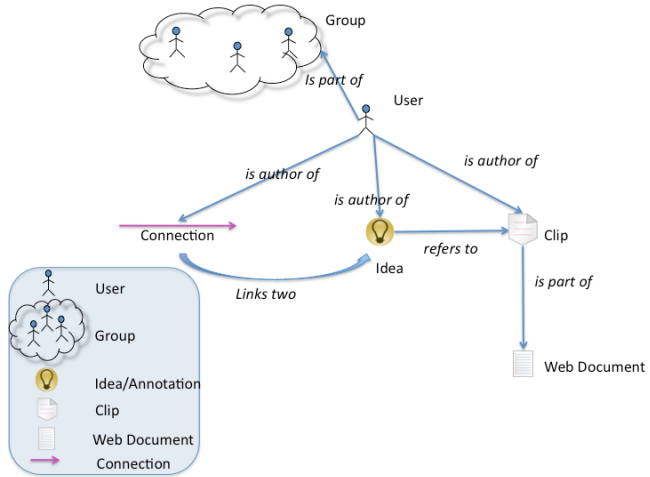 Group
Is part of
User
is author of
is author of
is author of
Connection
refers to
Clip
Idea
Links two
is part of
Web Document
User
Group
Idea/Annotation
Clip
Web Document
Connection